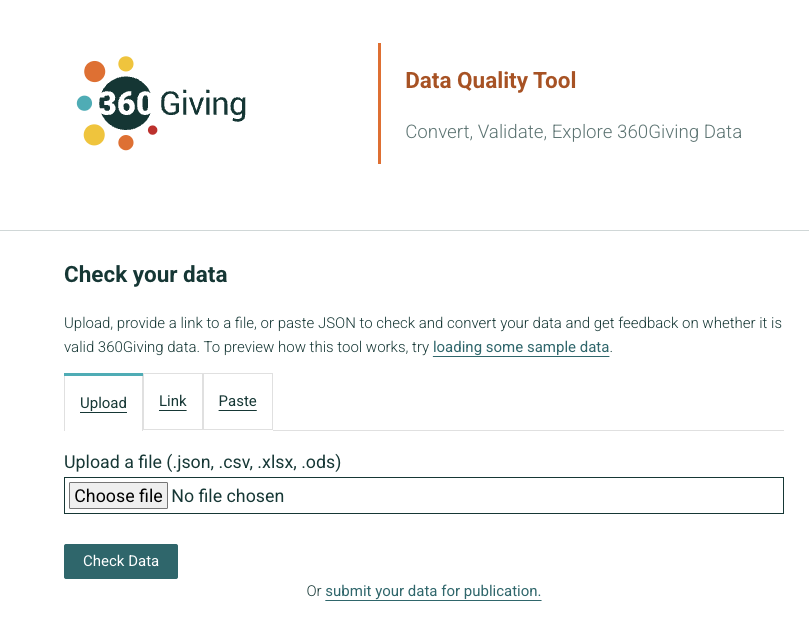 360 Giving
Data Quality Tool
Convert, Validate, Explore 360Giving Data
Check your data
Upload, provide a link to a file, or paste JSON to check and convert your data and get feedback on whether it is
valid 360Giving data. To preview how this tool works, try loading some sample data.
Upload Link Paste
Upload a file (.json, .csv, .xlsx, .ods)
Choose file No file chosen
Check Data
Or submit your data for publication.